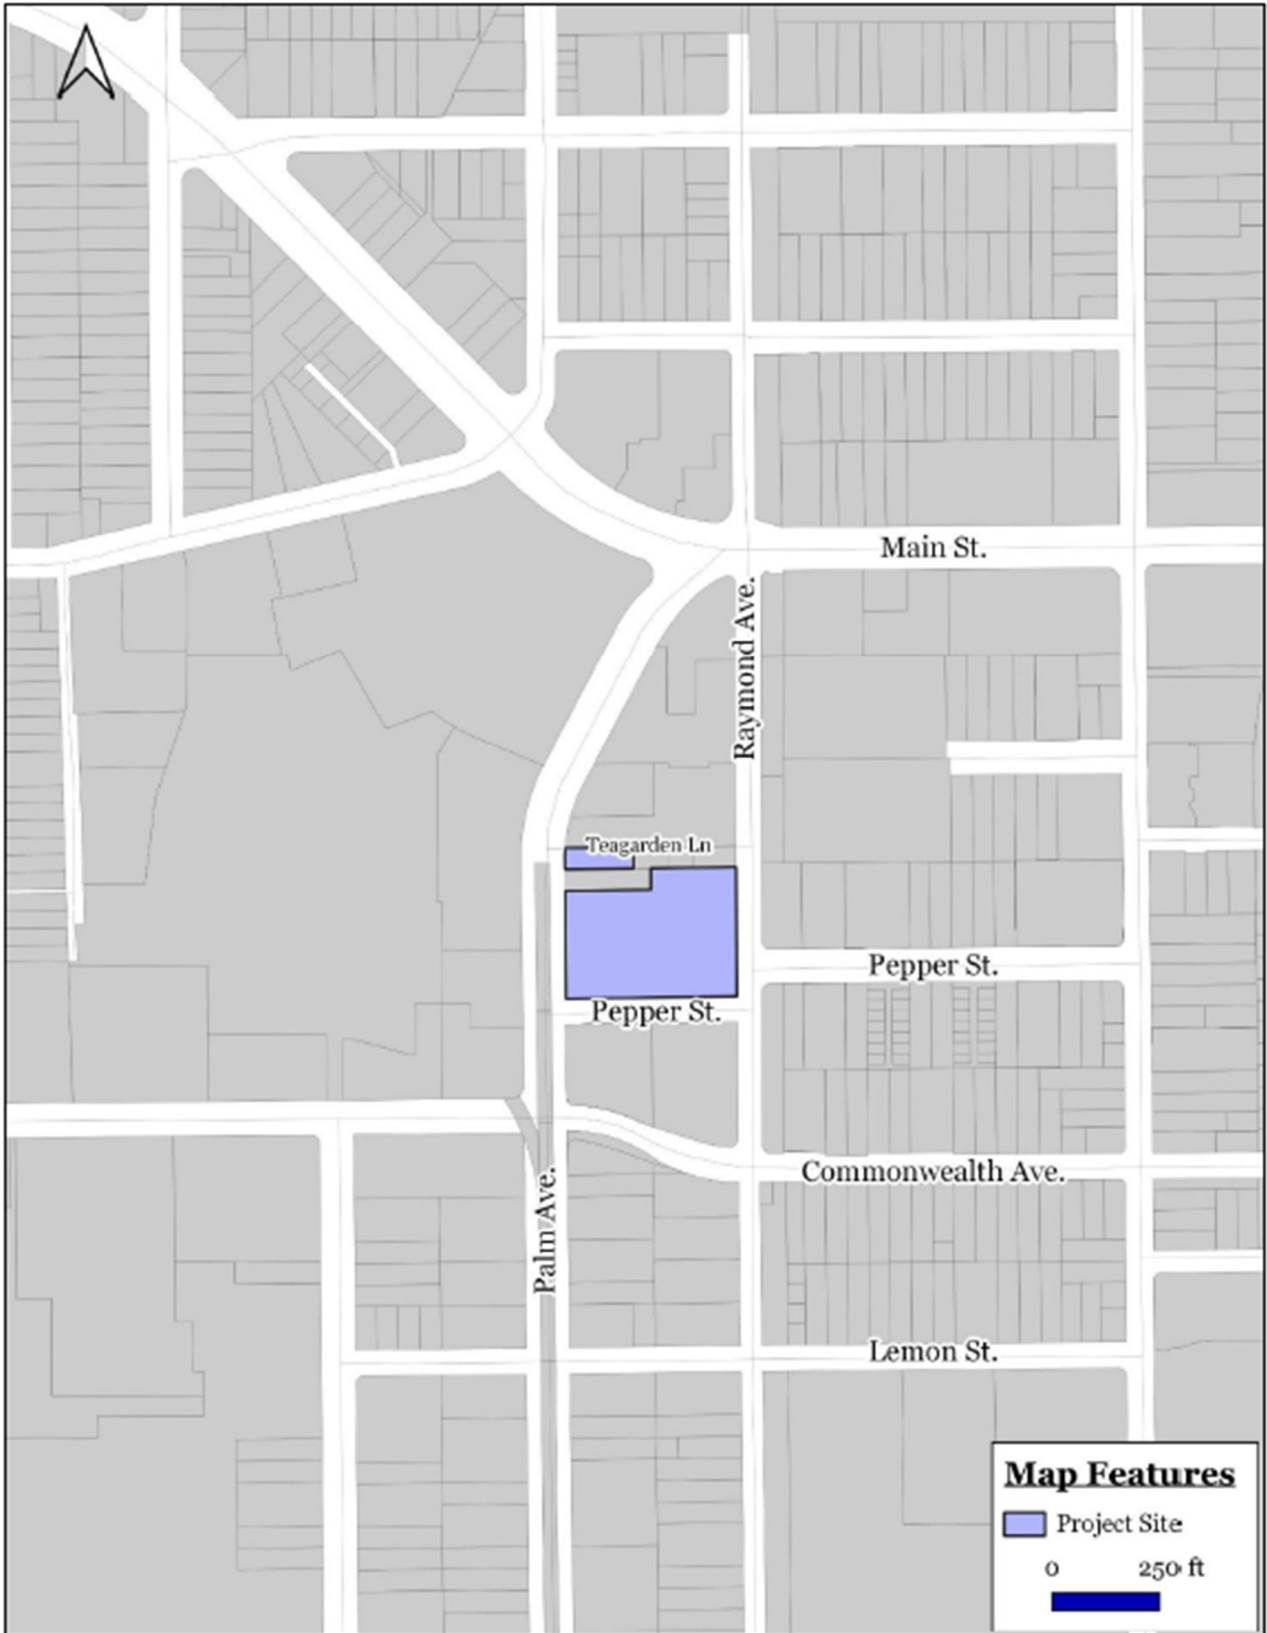 Main St.
Raymond Ave.
Teagarden Ln
Pepper St.
Pepper St.
Commonwealth Ave.
Palm Ave.
Lemon St.
Map Features
Project Site
0 250 ft